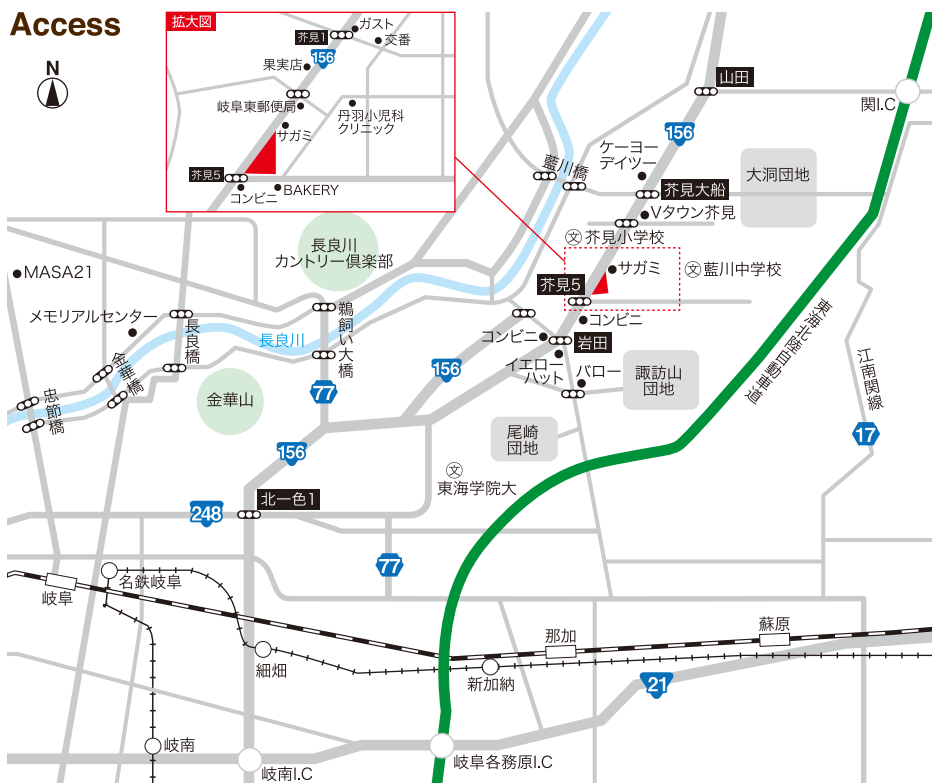 Access
N
拡大図
芥見1
ガスト
交番
156
果実店
岐阜東郵便局
丹羽小児科
クリニック
サガミ
芥見5
コンビニ
BAKERY
山田
関I.C
156
ケーヨー
デイツー
大洞団地
藍川橋
芥見大船
Vタウン芥見
芥見小学校
文
長良川
カントリー倶楽部
サガミ
文
藍川中学校
芥見5
MASA21
メモリアルセンター
長良橋
長良川
鵜飼い大橋
コンビニ
コンビニ
岩田
東海北陸自動車道
江南関線
金華橋
156
イエロー
ハット
バロー
諏訪山
団地
忠節橋
金華山
77
尾崎
団地
17
156
文
東海学院大
北一色1
248
77
名鉄岐阜
岐阜
細畑
那加
蘇原
新加納
21
岐南
岐南I.C
岐阜各務原I.C